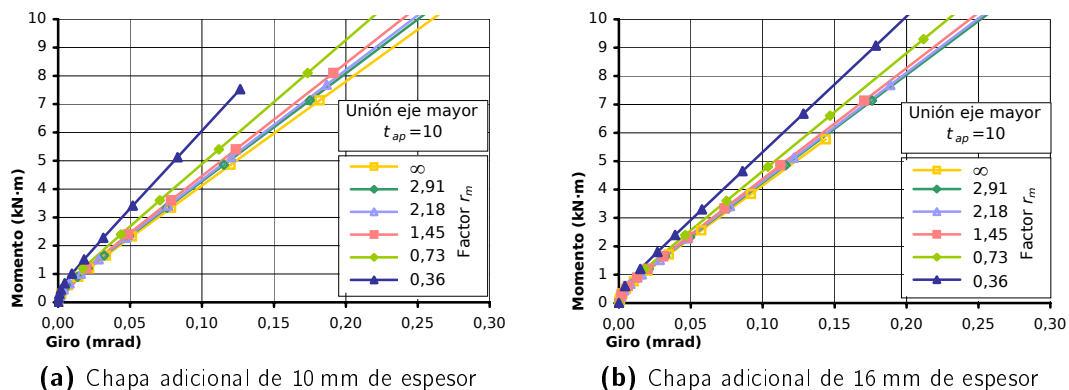 10
9
8
7
6
5
4
3
2
1
0
Momento (kN·m)
0,00 0,05 0,10 0,15 0,20 0,25 0,30
Giro (mrad)
Unión eje mayor
t ap =10
∞
2,91
2,18
1,45
0,73
0,36
Factor r m
(a) Chapa adicional de 10 mm de espesor
10
9
8
7
6
5
4
3
2
1
0
Momento (kN·m)
0,00 0,05 0,10 0,15 0,20 0,25 0,30
Giro (mrad)
Unión eje mayor
t ap =10
∞
2,91
2,18
1,45
0,73
0,36
Factor r m
(b) Chapa adicional de 16 mm de espesor